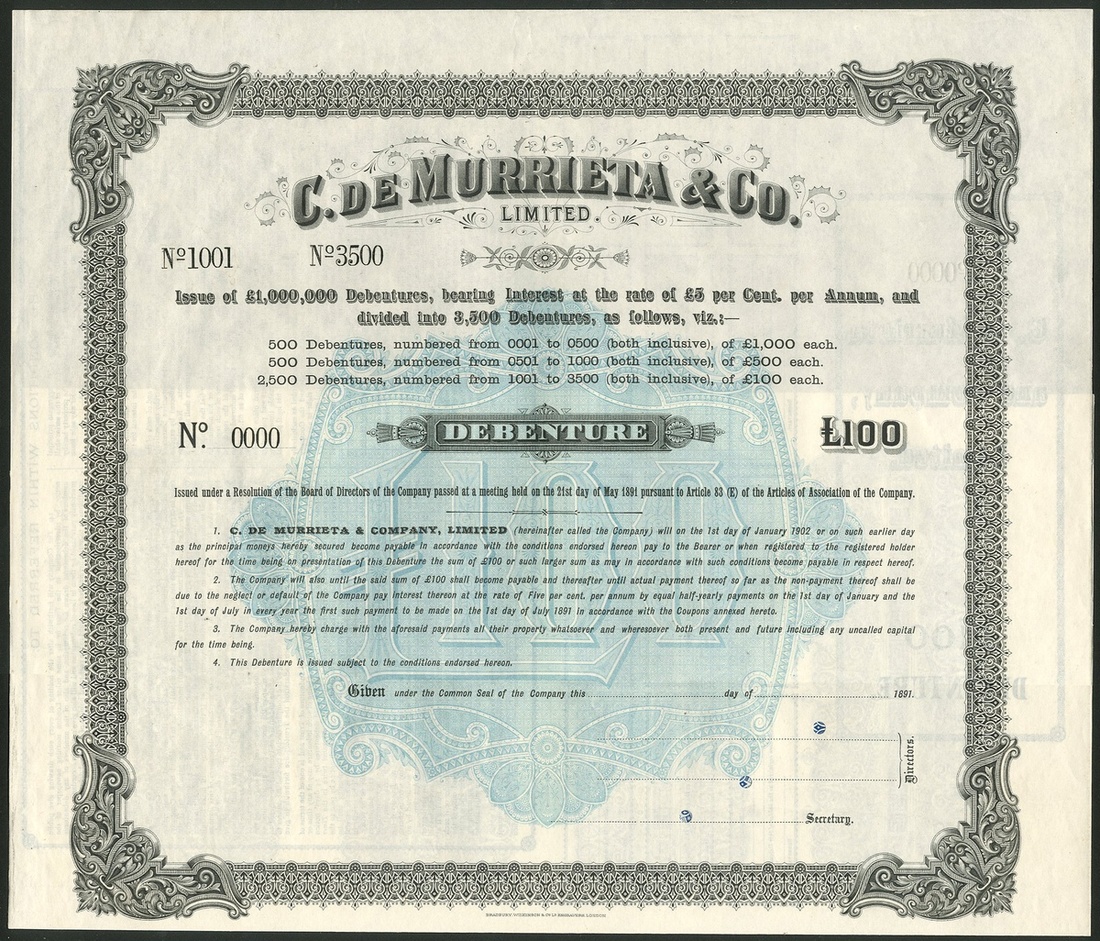 C. DE MURRIETA & CO.
LIMITED.
Nº 1001 Nº 3500
Issue of £1,000,000 Debentures, bearing Interest at the rate of £5 per Cent. per Annum, and
divided into 3,500 Debentures, as follows, viz.:—
500 Debentures, numbered from 0001 to 0500 (both inclusive), of £1,000 each.
500 Debentures, numbered from 0501 to 1000 (both inclusive), of £500 each.
2,500 Debentures, numbered from 1001 to 3500 (both inclusive), of £100 each.
Nº. 0000 DEBENTURE £100
Issued under a Resolution of the Board of Directors of the Company passed at a meeting held on the 21st day of May 1891 pursuant to Article 83 (E) of the Articles of Association of the Company.
1. C. DE MURRIETA & COMPANY, LIMITED (hereinafter called the Company) will on the 1st day of January 1902 or on such earlier day
as the principal moneys hereby secured become payable in accordance with the conditions endorsed hereon pay to the Bearer or when registered to the registered holder
hereof for the time being on presentation of this Debenture the sum of £100 or such larger sum as may in accordance with such conditions become payable in respect hereof.
2. The Company will also until the said sum of £100 shall become payable and thereafter until actual payment thereof so far as the non-payment thereof shall be
due to the neglect or default of the Company pay interest thereon at the rate of Five per cent. per annum by equal half-yearly payments on the 1st day of January and the
1st day of July in every year the first such payment to be made on the 1st day of July 1891 in accordance with the Coupons annexed hereto.
3. The Company hereby charge with the aforesaid payments all their property whatsoever and wheresoever both present and future including any uncalled capital
for the time being.
4. This Debenture is issued subject to the conditions endorsed hereon.
Given under the Common Seal of the Company this day of 1891.
Directors.
Secretary.
BRADBURY, WILKINSON & Cº Lᴰ ENGRAVERS LONDON